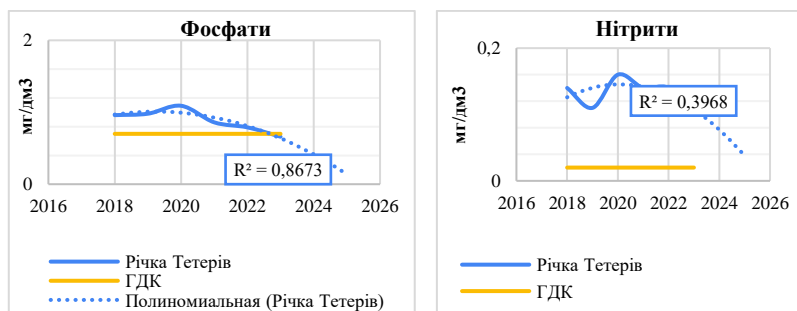 Фосфати
мг/дм3
2
0
R² = 0,8673
2016 2018 2020 2022 2024 2026
Річка Тетерів
ГДК
Полиномиальная (Річка Тетерів)
Нітрити
мг/дм3
0,2
0
R² = 0,3968
2016 2018 2020 2022 2024 2026
Річка Тетерів
ГДК